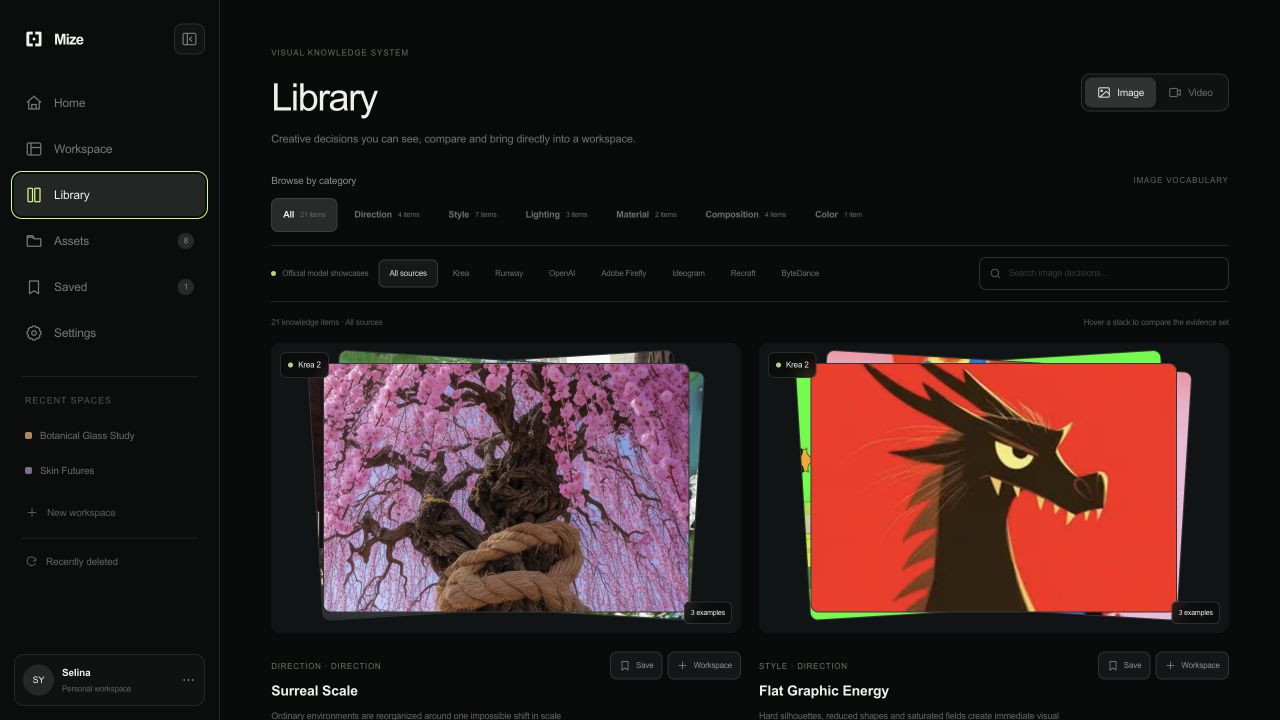 Mize
Home
Workspace
Library
Assets 8
Saved 1
Settings
RECENT SPACES
Botanical Glass Study
Skin Futures
New workspace
Recently deleted
SY
Selina
Personal workspace
VISUAL KNOWLEDGE SYSTEM
Library
Image Video
Creative decisions you can see, compare and bring directly into a workspace.
Browse by category
IMAGE VOCABULARY
All 21 items Direction 4 items Style 7 items Lighting 3 items Material 2 items Composition 4 items Color 1 item
Official model showcases All sources Krea Runway OpenAI Adobe Firefly Ideogram Recraft ByteDance
Search image decisions...
21 knowledge items · All sources
Hover a stack to compare the evidence set
Krea 2
3 examples
DIRECTION · DIRECTION
Save Workspace
Surreal Scale
Ordinary environments are reorganized around one impossible shift in scale
Krea 2
3 examples
STYLE · DIRECTION
Save Workspace
Flat Graphic Energy
Hard silhouettes, reduced shapes and saturated fields create immediate visual